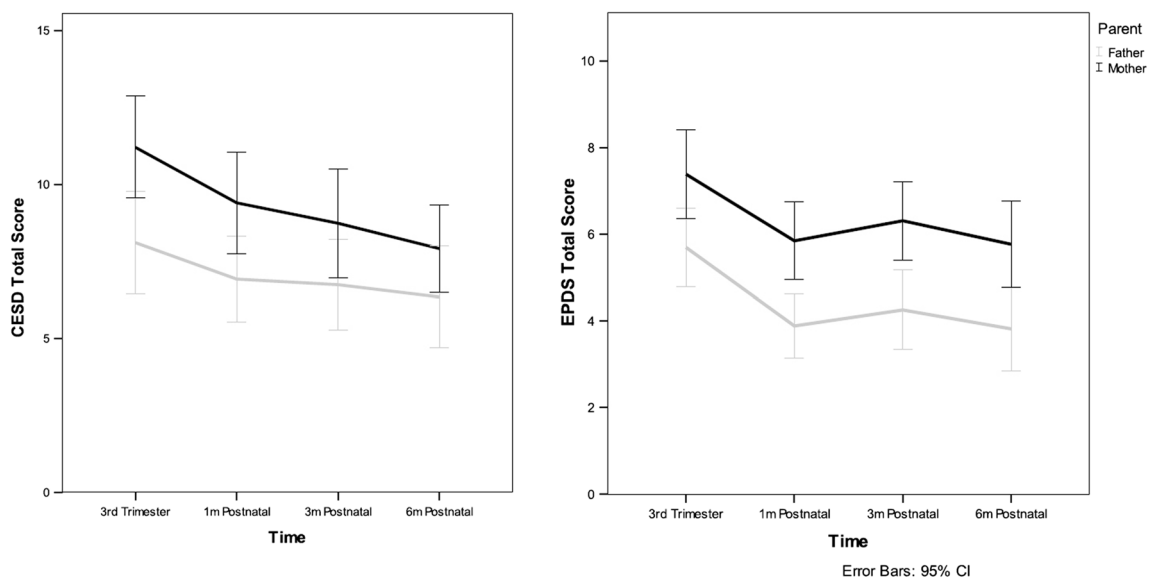 CESD Total Score
15
10
5
0
3rd Trimester 1m Postnatal 3m Postnatal 6m Postnatal
Time
EPDS Total Score
10
8
6
4
2
0
3rd Trimester 1m Postnatal 3m Postnatal 6m Postnatal
Time
Parent
Father
Mother
Error Bars: 95% CI